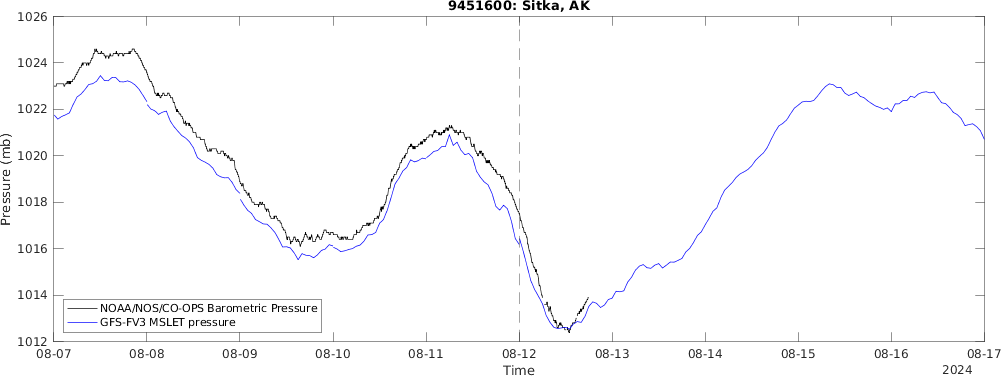 9451600: Sitka, AK
1026
1024
1022
1020
1018
1016
1014
1012
Pressure (mb)
NOAA/NOS/CO-OPS Barometric Pressure
GFS-FV3 MSLET pressure
08-07 08-08 08-09 08-10 08-11 08-12 08-13 08-14 08-15 08-16 08-17
Time
2024